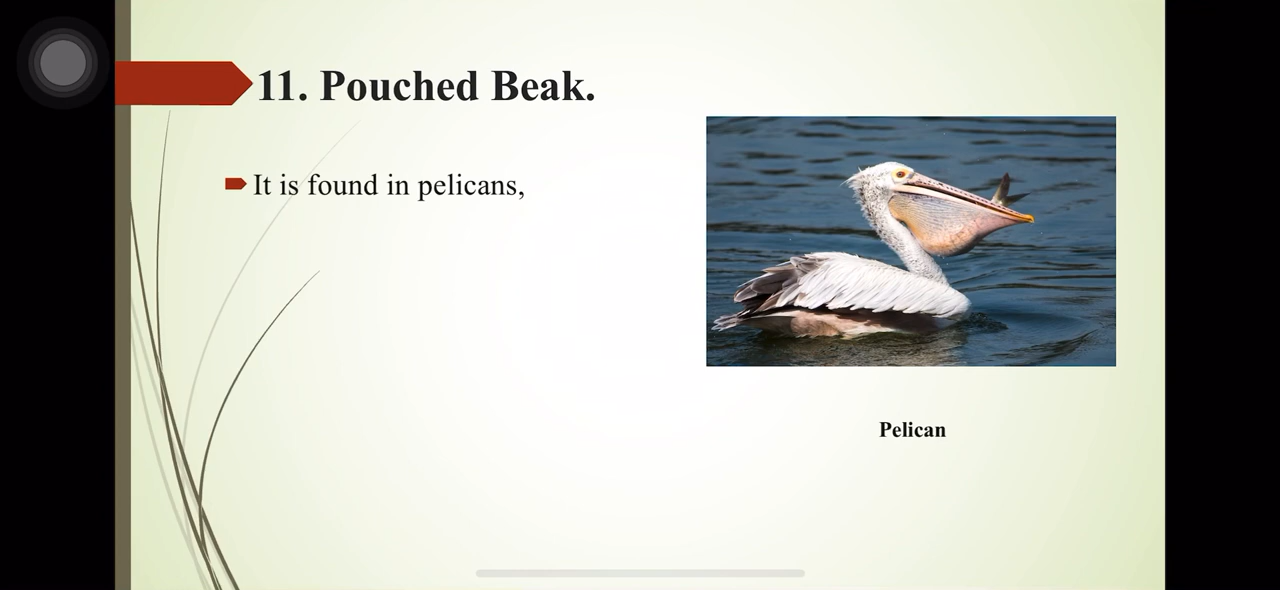 11. Pouched Beak.
It is found in pelicans,
Pelican